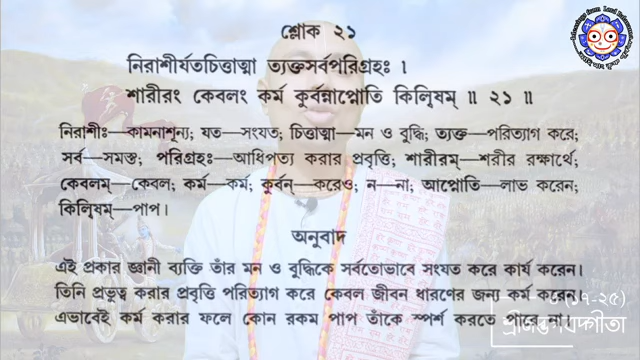 শ্লোক ২১
নিরাশীর্যতচিত্তাত্মা ত্যক্তসর্বপরিগ্রহঃ ।
শারীরং কেবলং কর্ম কুর্বন্নাপ্নোতি কিল্বিষম্ ॥ ২১ ॥
নিরাশীঃ—কামনাশূন্য; যত—সংযত; চিত্তাত্মা—মন ও বুদ্ধি; ত্যক্ত—পরিত্যাগ করে;
সর্ব—সমস্ত; পরিগ্রহঃ—আধিপত্য করার প্রবৃত্তি; শারীরম্—শরীর রক্ষার্থে;
কেবলম্—কেবল; কর্ম—কর্ম; কুর্বন্—করেও; ন—না; আপ্নোতি—লাভ করেন;
কিল্বিষম্—পাপ।
অনুবাদ
এই প্রকার জ্ঞানী ব্যক্তি তাঁর মন ও বুদ্ধিকে সর্বতোভাবে সংযত করে কার্য করেন।
তিনি প্রভুত্ব করার প্রবৃত্তি পরিত্যাগ করে কেবল জীবন ধারণের জন্য কর্ম করেন।
এভাবেই কর্ম করার ফলে কোন রকম পাপ তাঁকে স্পর্শ করতে পারে না।
১৭-২৫)